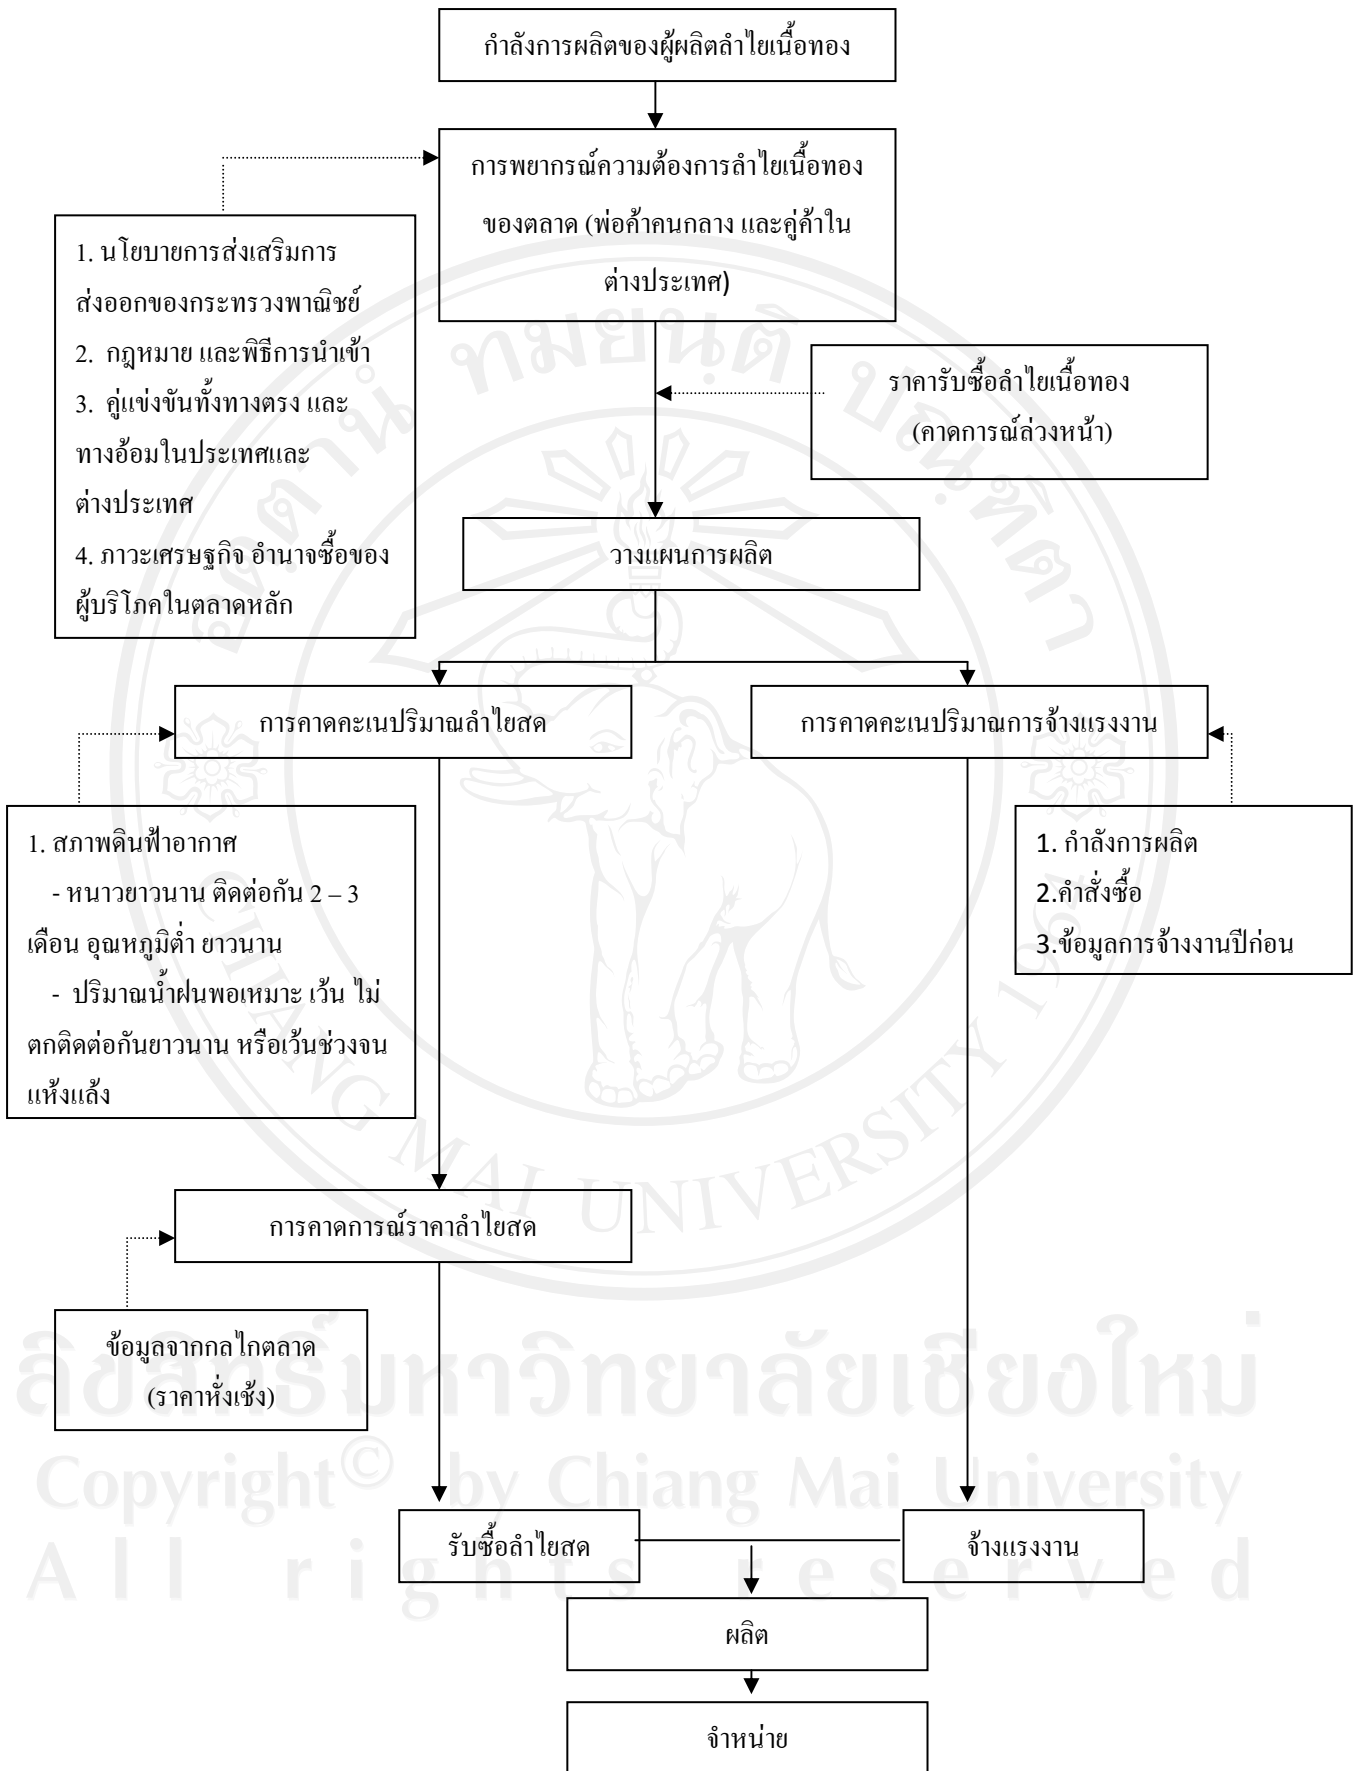 กำลังการผลิตของผู้ผลิตลำไยเนื้อทอง
การพยากรณ์ความต้องการลำไยเนื้อทอง
ของตลาด (พ่อค้าคนกลาง และคู่ค้าใน
ต่างประเทศ)
1. นโยบายการส่งเสริมการ
ส่งออกของกระทรวงพาณิชย์
2. กฎหมาย และพิธีการนำเข้า
3. คู่แข่งขันทั้งทางตรง และ
ทางอ้อมในประเทศและ
ต่างประเทศ
4. ภาวะเศรษฐกิจ อำนาจซื้อของ
ผู้บริโภคในตลาดหลัก
ราคารับซื้อลำไยเนื้อทอง
(คาดการณ์ล่วงหน้า)
วางแผนการผลิต
การคาดคะเนปริมาณลำไยสด
การคาดคะเนปริมาณการจ้างแรงงาน
1. สภาพดินฟ้าอากาศ
- หนาวยาวนาน ติดต่อกัน 2 – 3
เดือน อุณหภูมิต่ำ ยาวนาน
- ปริมาณน้ำฝนพอเหมาะ เว้น ไม่
ตกติดต่อกันยาวนาน หรือเว้นช่วงจน
แห้งแล้ง
1. กำลังการผลิต
2.คำสั่งซื้อ
3.ข้อมูลการจ้างงานปีก่อน
การคาดการณ์ราคาลำไยสด
ข้อมูลจากกลไกตลาด
(ราคาหั่งเช้ง)
รับซื้อลำไยสด
จ้างแรงงาน
ผลิต
จำหน่าย
อตฺตานํ ทมยนฺติ ปณฺฑิตา
CHIANG MAI UNIVERSITY 1964
ลิขสิทธิ์มหาวิทยาลัยเชียงใหม่
Copyright© by Chiang Mai University
All rights reserved